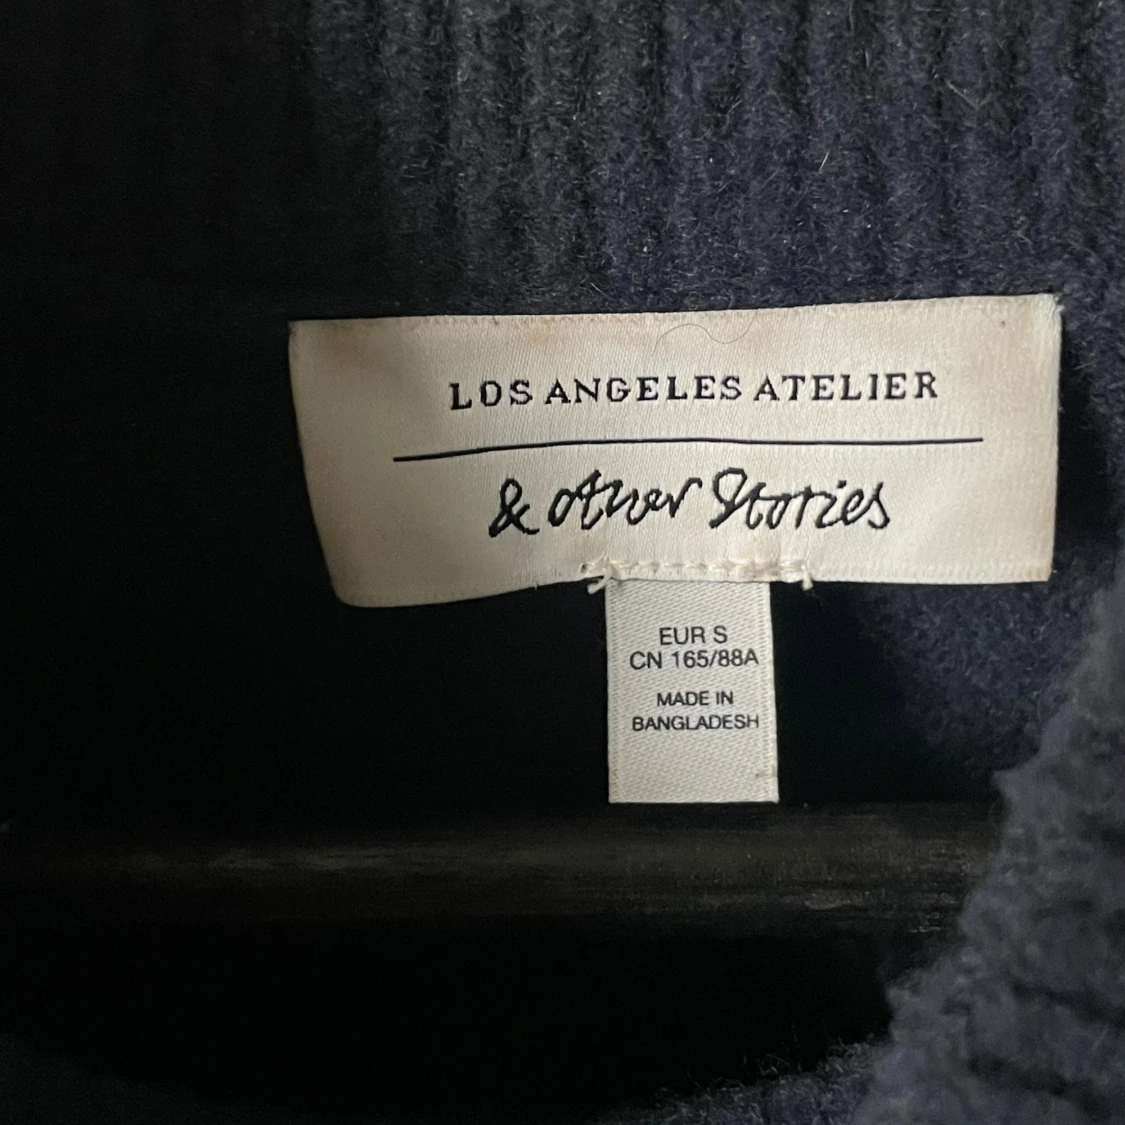 LOS ANGELES ATELIER
& other Stories
EUR S
CN 165/88A
MADE IN
BANGLADESH